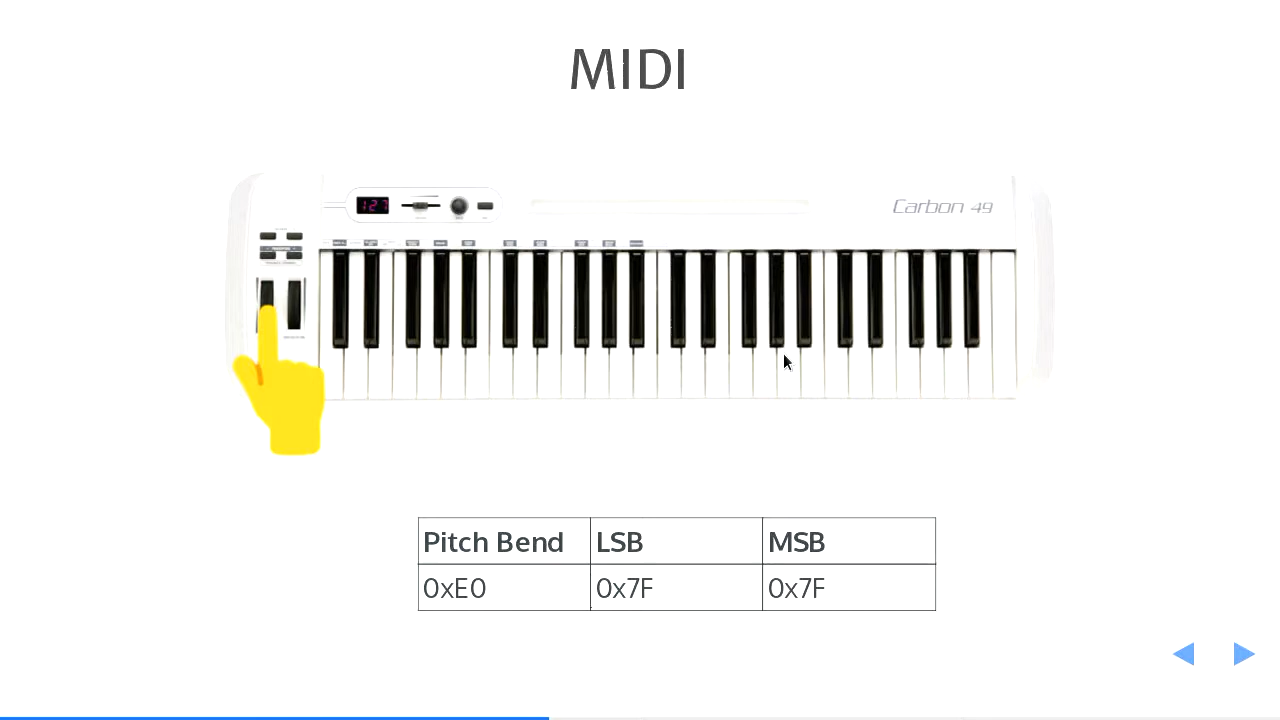 MIDI
127
Carbon 49
Pitch Bend LSB MSB
0xE0 0x7F 0x7F